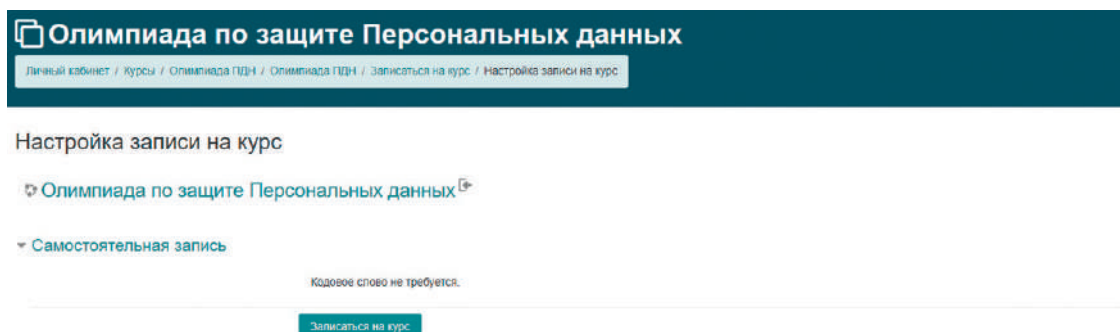 Олимпиада по защите Персональных данных
Личный кабинет / Курсы / Олимпиада ПДН / Олимпиада ПДН / Записаться на курс / Настройка записи на курс
Настройка записи на курс
Олимпиада по защите Персональных данных
Самостоятельная запись
Кодовое слово не требуется.
Записаться на курс